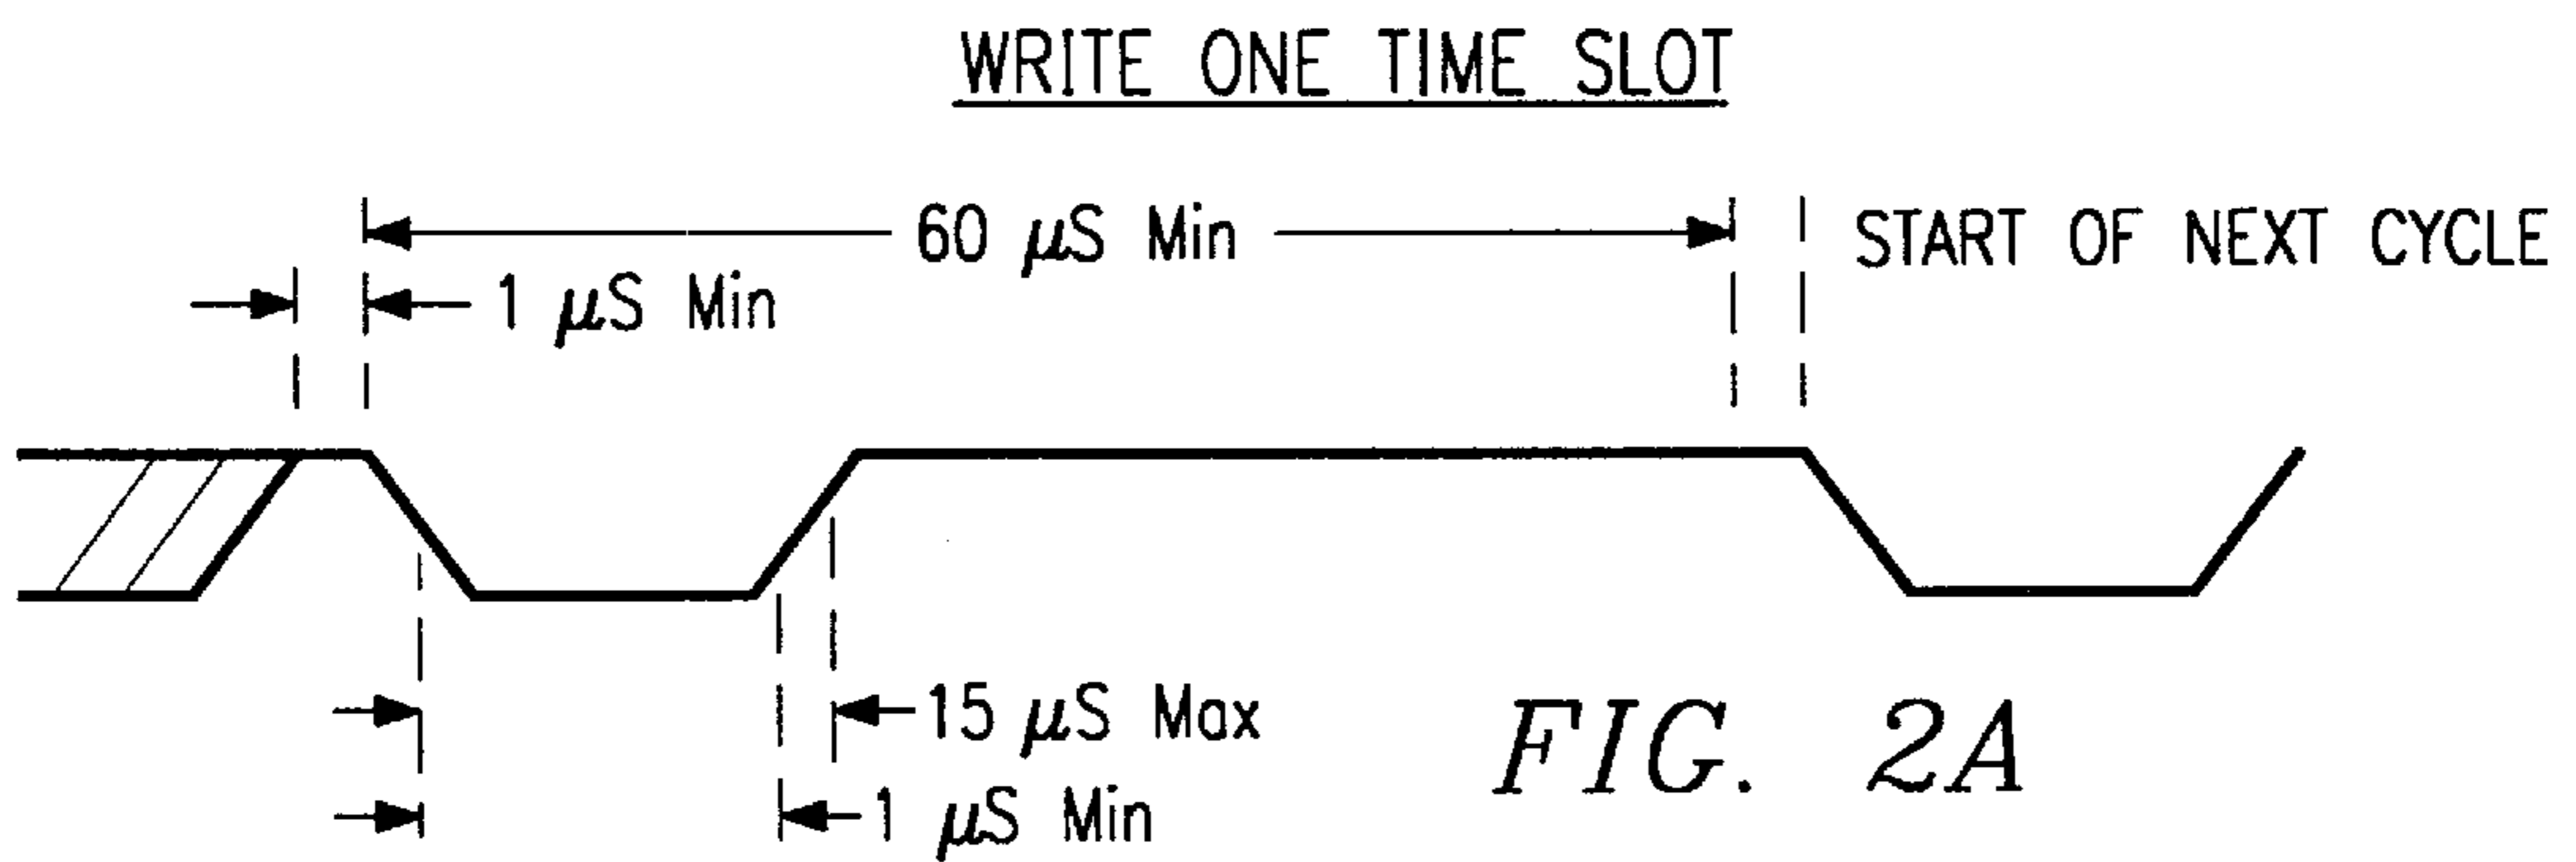 WRITE ONE TIME SLOT
60 μS Min
START OF NEXT CYCLE
1 μS Min
15 μS Max
1 μS Min
FIG. 2A